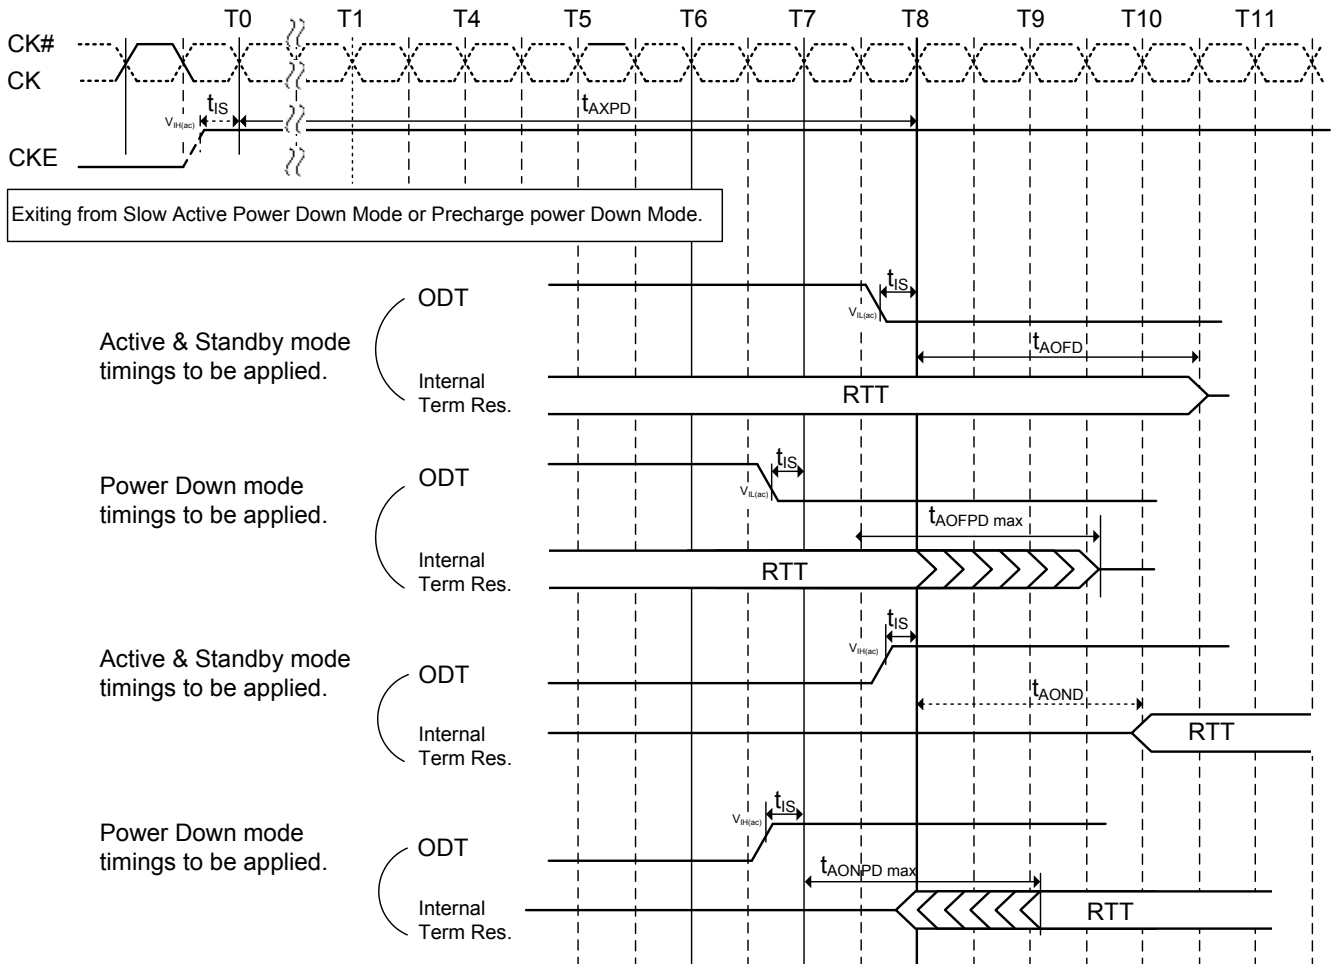 T0 T1 T4 T5 T6 T7 T8 T9 T10 T11
CK#
CK
tIS
tAXPD
VIH(ac)
CKE
Exiting from Slow Active Power Down Mode or Precharge power Down Mode.
ODT
tIS
VIL(ac)
Active & Standby mode
timings to be applied.
tAOFD
Internal
Term Res.
RTT
ODT
tIS
VIL(ac)
Power Down mode
timings to be applied.
tAOFPD max
Internal
Term Res.
RTT
tIS
VIH(ac)
Active & Standby mode
timings to be applied.
ODT
tAOND
Internal
Term Res.
RTT
tIS
VIH(ac)
Power Down mode
timings to be applied.
ODT
tAONPD max
Internal
Term Res.
RTT